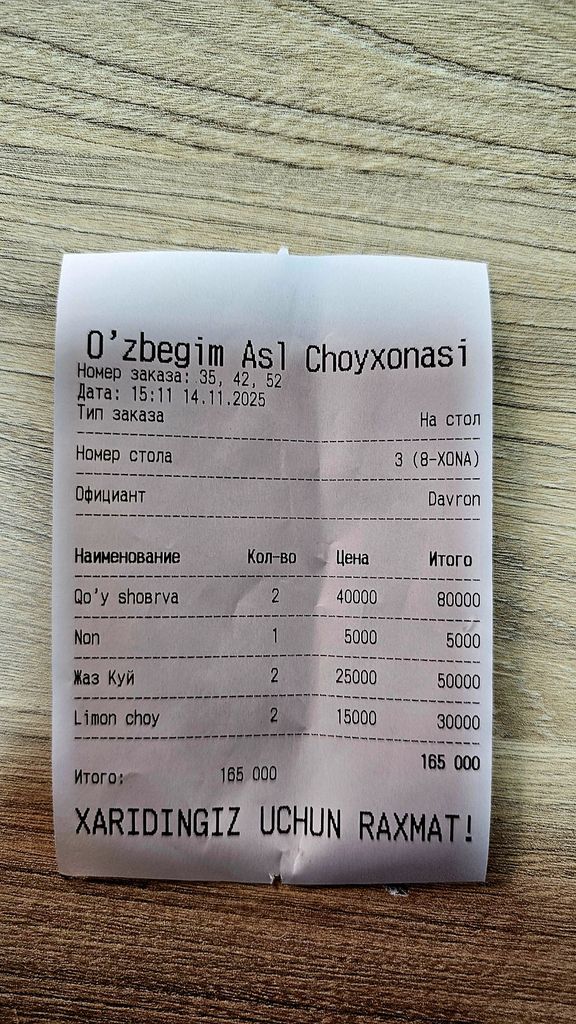 O'zbegim Asl Choyxonasi
Номер заказа: 35, 42, 52
Дата: 15:11 14.11.2025
Тип заказа На стол
Номер стола 3 (8-XONA)
Официант Davron
Наименование Кол-во Цена Итого
Qo'y shoвrva 2 40000 80000
Non 1 5000 5000
Жаз Куй 2 25000 50000
Limon choy 2 15000 30000
165 000
Итого: 165 000
XARIDINGIZ UCHUN RAXMAT!